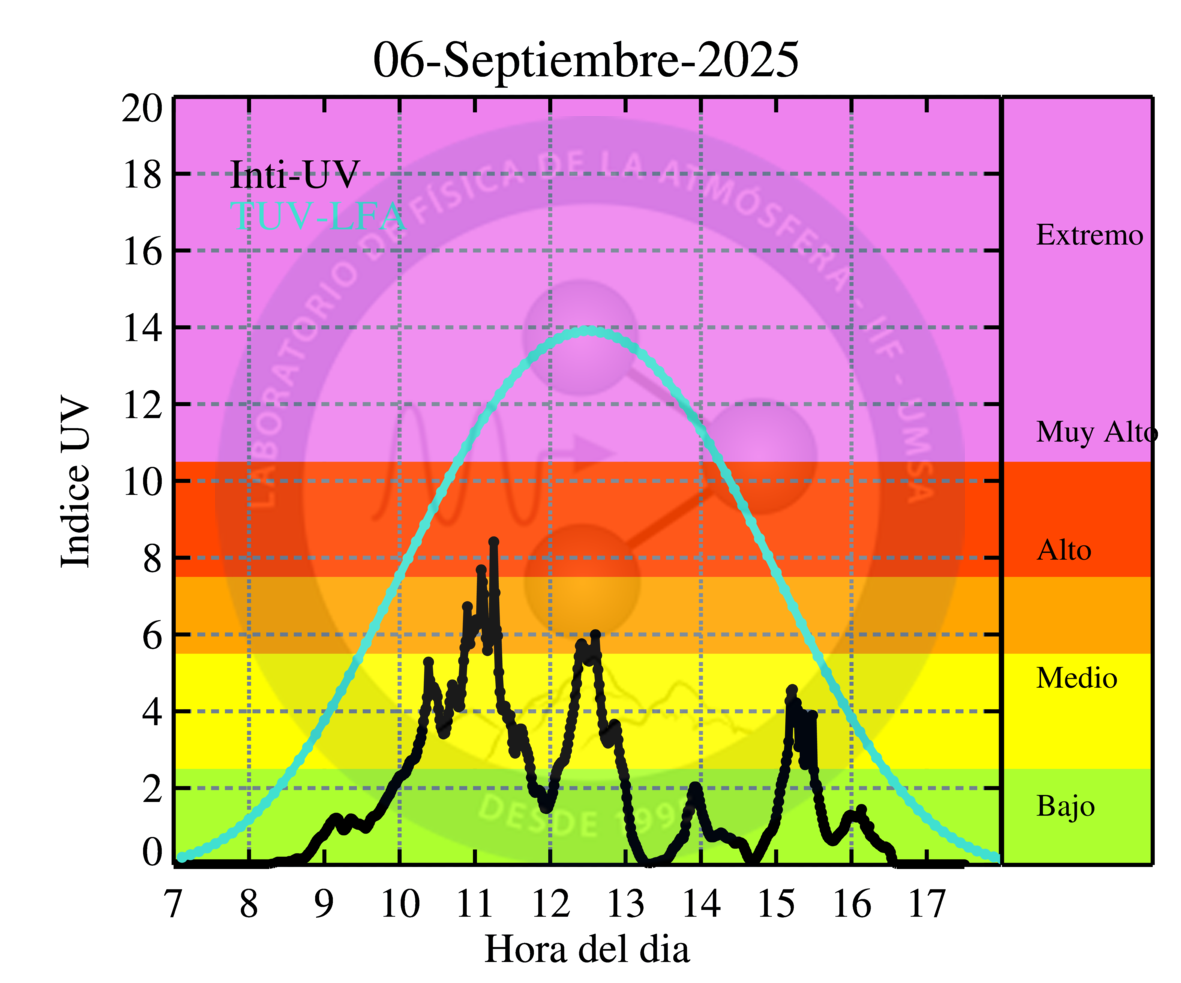 06-Septiembre-2025
Indice UV
20
18
16
14
12
10
8
6
4
2
0
Inti-UV
TUV-LFA
LABORATORIO DE FÍSICA DE LA ATMÓSFERA - IIF - UMSA
DESDE 1995
Extremo
Muy Alto
Alto
Medio
Bajo
7 8 9 10 11 12 13 14 15 16 17
Hora del dia